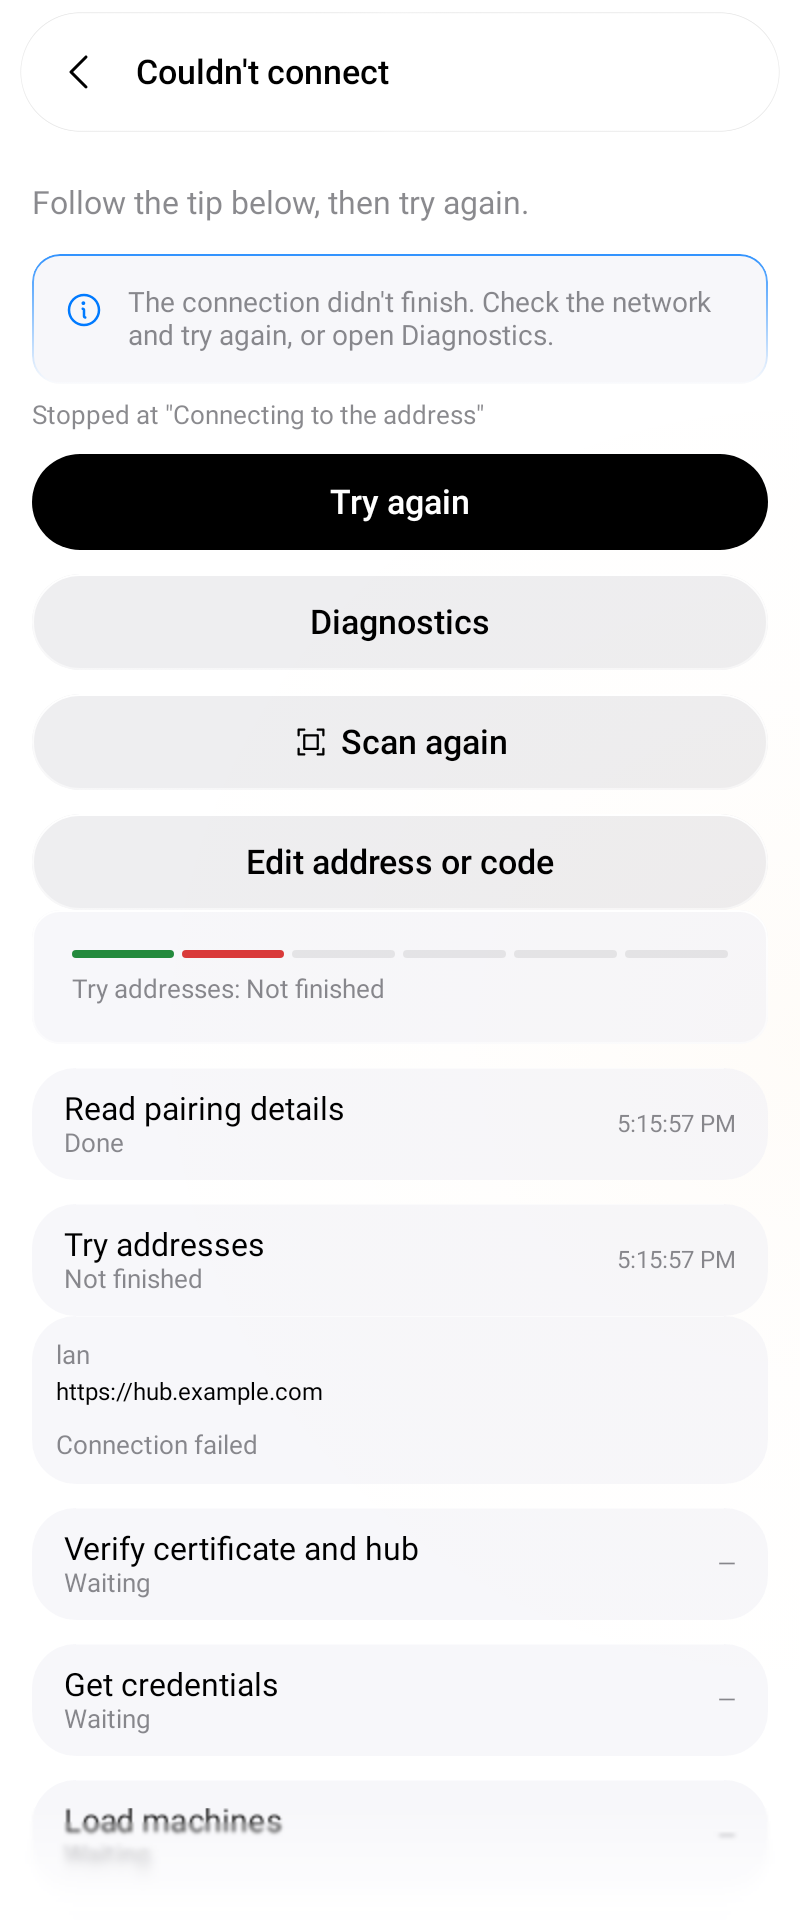 Couldn't connect
Follow the tip below, then try again.
The connection didn't finish. Check the network
and try again, or open Diagnostics.
Stopped at "Connecting to the address"
Try again
Diagnostics
Scan again
Edit address or code
Try addresses: Not finished
Read pairing details
Done
5:15:57 PM
Try addresses
Not finished
5:15:57 PM
lan
https://hub.example.com
Connection failed
Verify certificate and hub
Waiting
–
Get credentials
Waiting
–
Load machines
Waiting
–